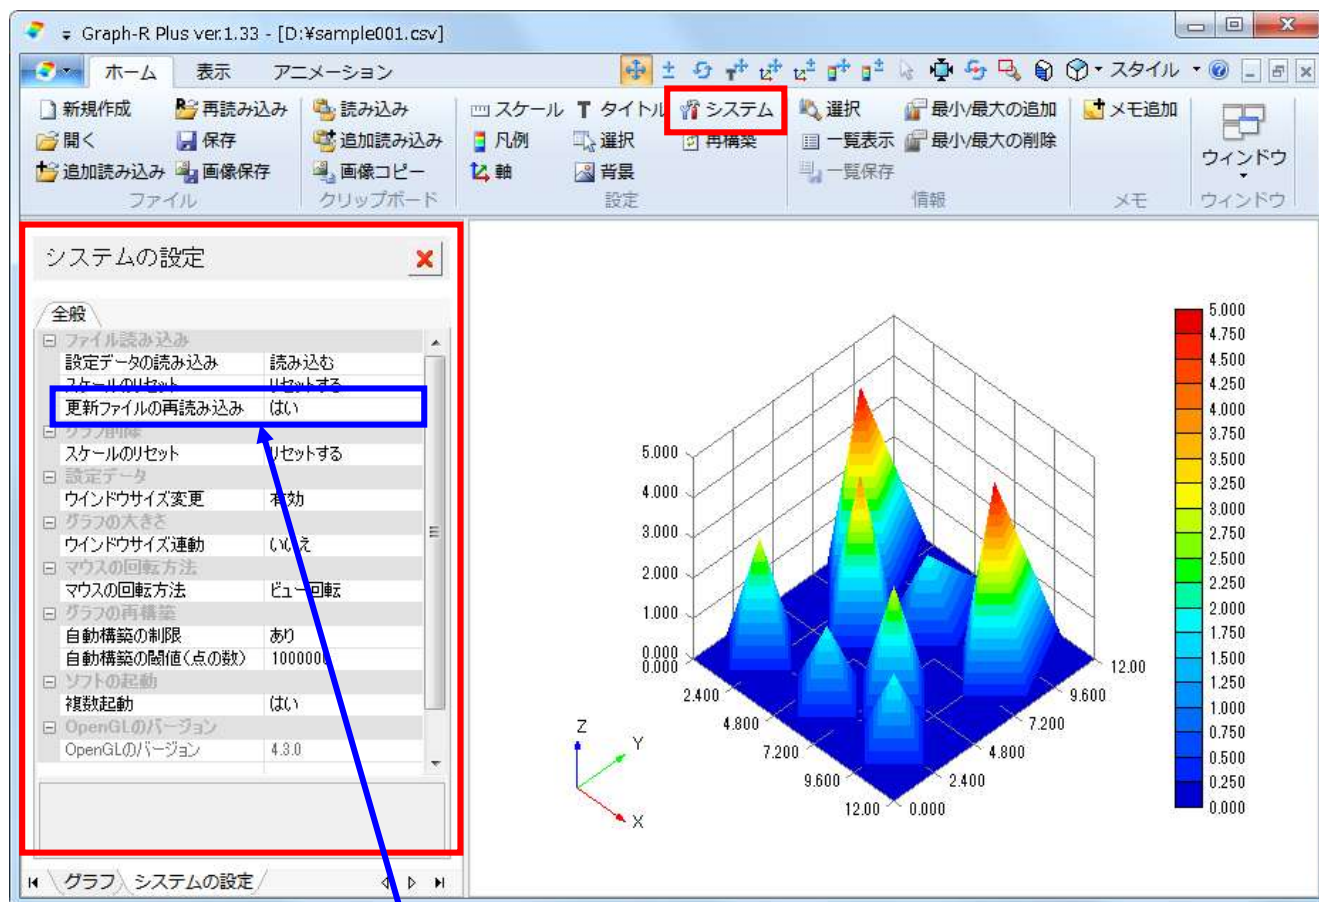 Graph-R Plus ver.1.33 - [D:¥sample001.csv]
ホーム 表示 アニメーション スタイル
新規作成 再読み込み 読み込み スケール タイトル システム 選択 最小/最大の追加 メモ追加
開く 保存 追加読み込み 凡例 選択 再構築 一覧表示 最小/最大の削除
追加読み込み 画像保存 画像コピー 軸 背景 一覧保存 ウィンドウ
ファイル クリップボード 設定 情報 メモ ウィンドウ
システムの設定
全般
ファイル読み込み
設定データの読み込み 読み込む
スケールのリセット リセットする
更新ファイルの再読み込み はい
グラフ削除
スケールのリセット リセットする
設定データ
ウインドウサイズ変更 有効
グラフの大きさ
ウインドウサイズ連動 いいえ
マウスの回転方法
マウスの回転方法 ビュー回転
グラフの再構築
自動構築の制限 あり
自動構築の閾値(点の数) 1000000
ソフトの起動
複数起動 はい
OpenGLのバージョン
OpenGLのバージョン 4.3.0
グラフ システムの設定
5.000
4.000
3.000
2.000
1.000
0.000
0.000
2.400
4.800
7.200
9.600
12.00
0.000
2.400
4.800
7.200
9.600
12.00
Z
Y
X
5.000
4.750
4.500
4.250
4.000
3.750
3.500
3.250
3.000
2.750
2.500
2.250
2.000
1.750
1.500
1.250
1.000
0.750
0.500
0.250
0.000